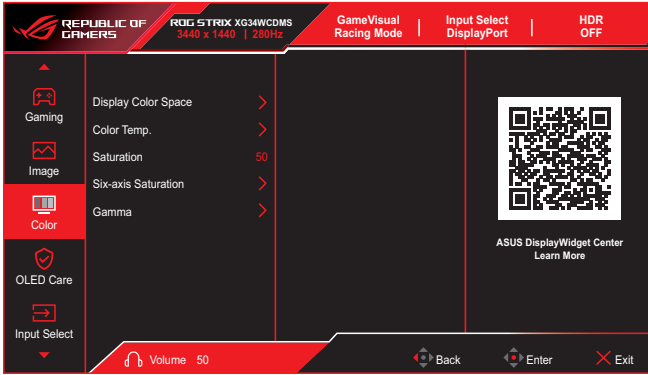 REPUBLIC OF
GAMERS
ROG STRIX XG34WCDMS
3440 x 1440 | 280Hz
GameVisual
Racing Mode
Input Select
DisplayPort
HDR
OFF
Gaming
Image
Color
OLED Care
Input Select
Display Color Space
Color Temp.
Saturation 50
Six-axis Saturation
Gamma
ASUS DisplayWidget Center
Learn More
Volume 50
Back
Enter
Exit